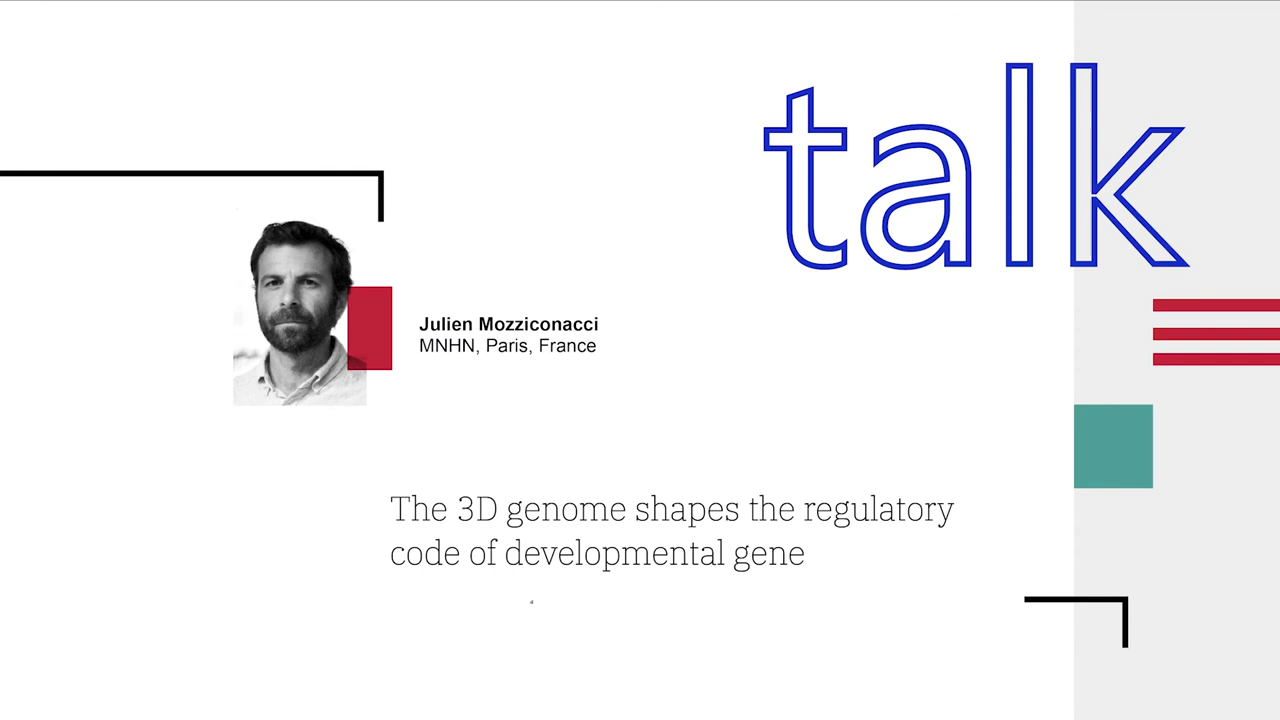 talk
Julien Mozziconacci
MNHN, Paris, France
The 3D genome shapes the regulatory
code of developmental gene